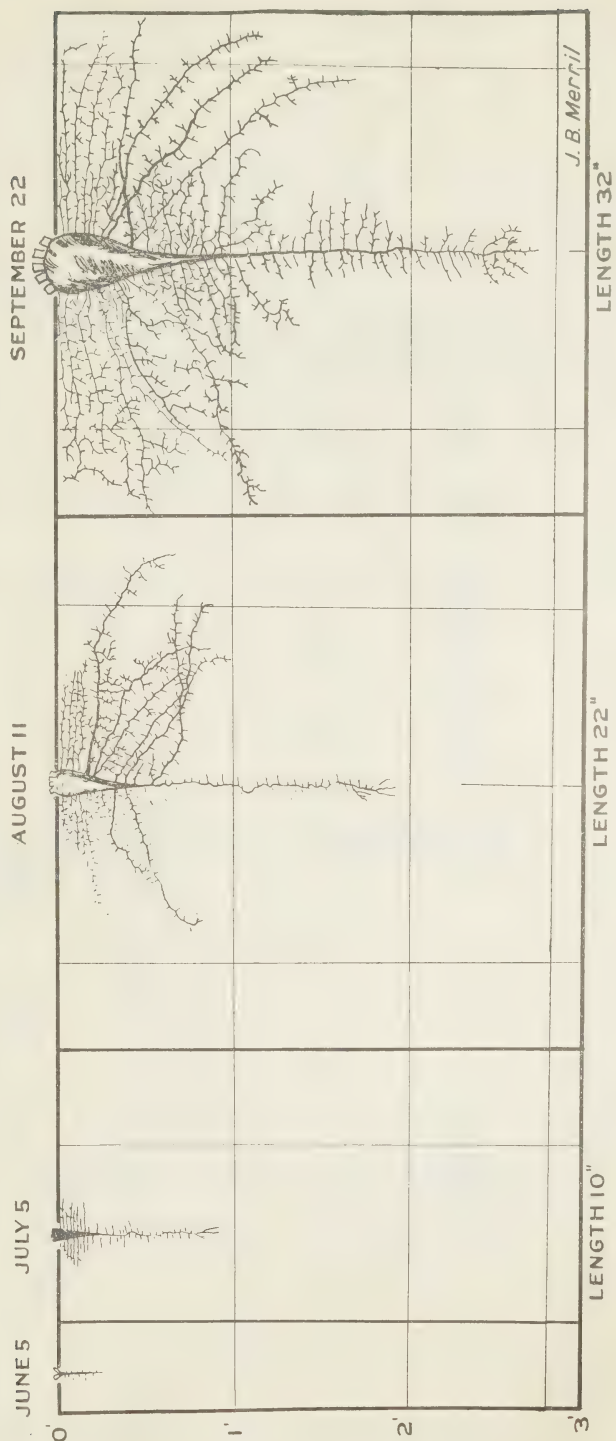 JUNE 5
JULY 5
AUGUST 11
SEPTEMBER 22
0'
1'
2'
3'
J. B. Merril
LENGTH 10"
LENGTH 22"
LENGTH 32"